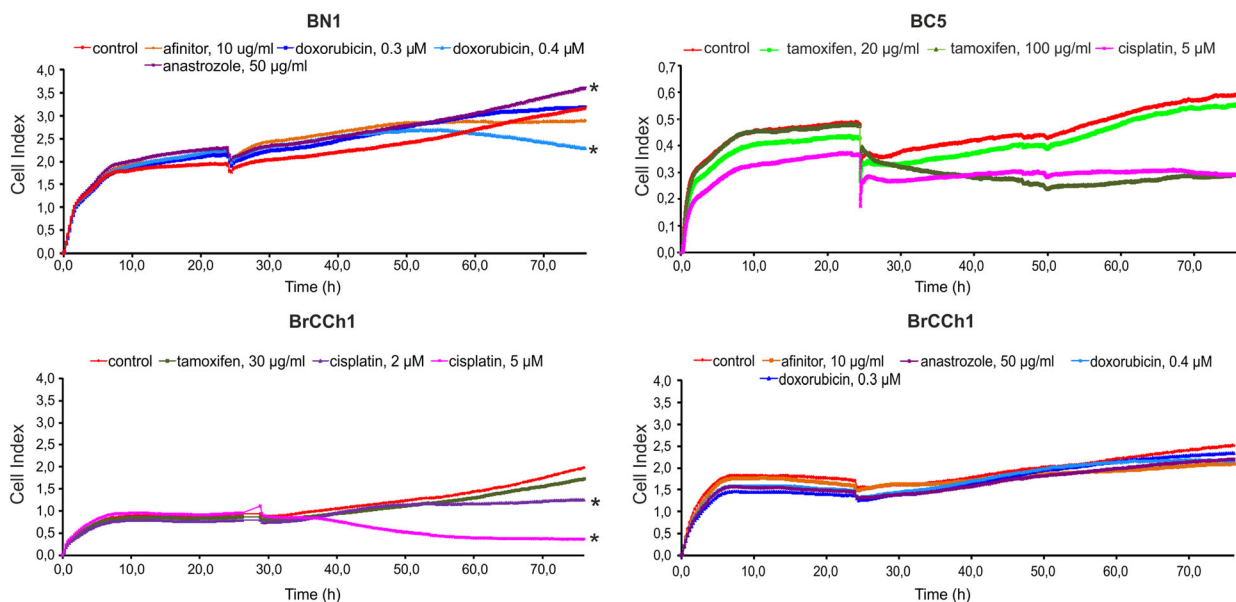 BN1
control afinitor, 10 ug/ml doxorubicin, 0.3 µM doxorubicin, 0.4 µM
anastrozole, 50 µg/ml
Cell Index
4,0
3,5
3,0
2,5
2,0
1,5
1,0
0,5
0,0
*
*
0,0 10,0 20,0 30,0 40,0 50,0 60,0 70,0
Time (h)
BC5
control tamoxifen, 20 µg/ml tamoxifen, 100 µg/ml cisplatin, 5 µM
Cell Index
0,7
0,6
0,5
0,4
0,3
0,2
0,1
0,0
0,0 10,0 20,0 30,0 40,0 50,0 60,0 70,0
Time (h)
BrCCh1
control tamoxifen, 30 µg/ml cisplatin, 2 µM cisplatin, 5 µM
Cell Index
4,0
3,5
3,0
2,5
2,0
1,5
1,0
0,5
0,0
*
*
0,0 10,0 20,0 30,0 40,0 50,0 60,0 70,0
Time (h)
BrCCh1
control afinitor, 10 µg/ml anastrozole, 50 µg/ml doxorubicin, 0.4 µM
doxorubicin, 0.3 µM
Cell Index
4,0
3,5
3,0
2,5
2,0
1,5
1,0
0,5
0,0
0,0 10,0 20,0 30,0 40,0 50,0 60,0 70,0
Time (h)